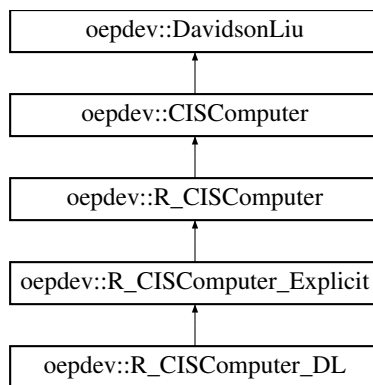 oepdev::DavidsonLiu
oepdev::CISComputer
oepdev::R_CISComputer
oepdev::R_CISComputer_Explicit
oepdev::R_CISComputer_DL